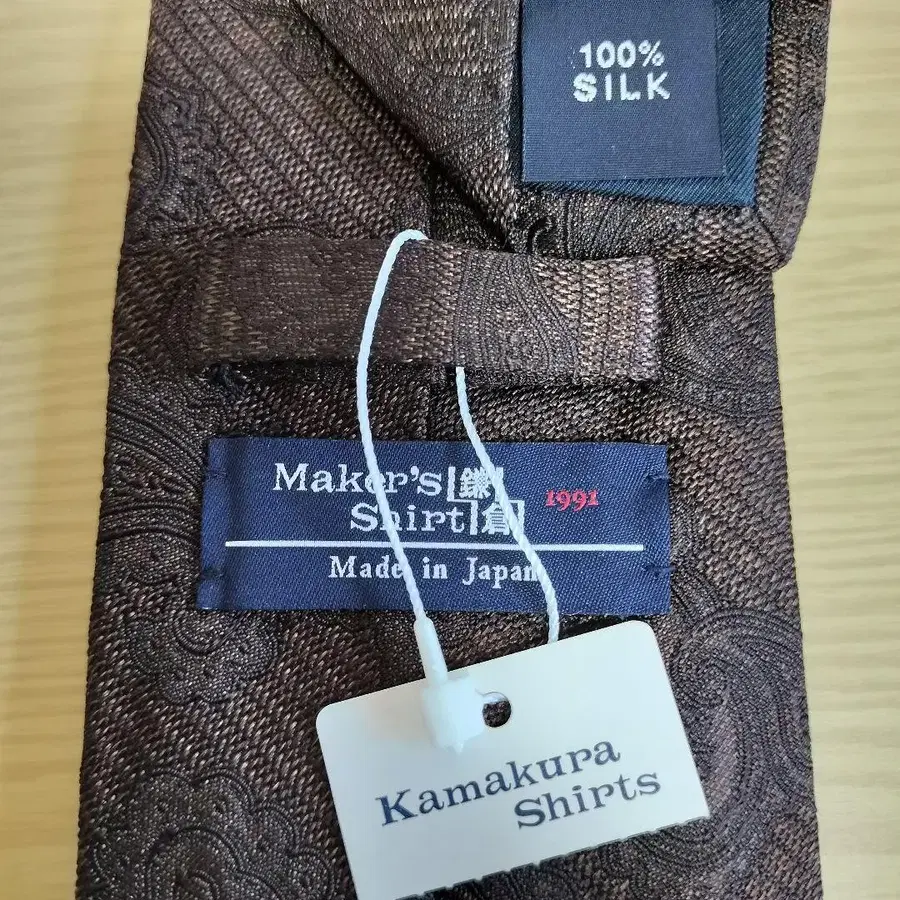 100%
SILK
Maker's 鎌
Shirt 倉
1991
Made in Japan
Kamakura
Shirts